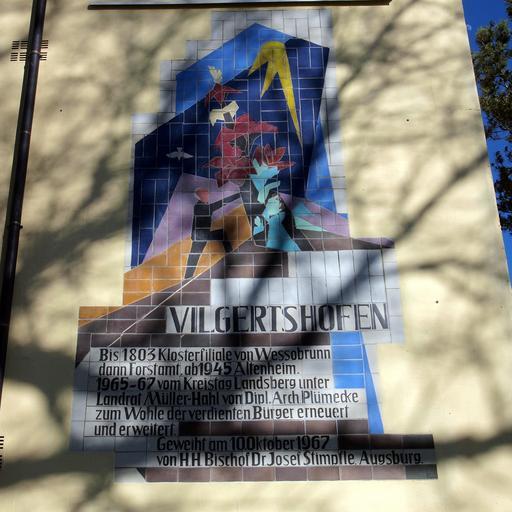 VILGERTSHOFEN
Bis 1803 Klosterfiliale von Wessobrunn
dann Forstamt, ab 1945 Altenheim.
1965-67 vom Kreistag Landsberg unter
Landrat Müller-Hahl von Dipl. Arch. Plümecke
zum Wohle der verdienten Bürger erneuert
und erweitert.
Geweiht am 10.Oktober 1967
von H.H. Bischof Dr. Josef Stimpfle, Augsburg.